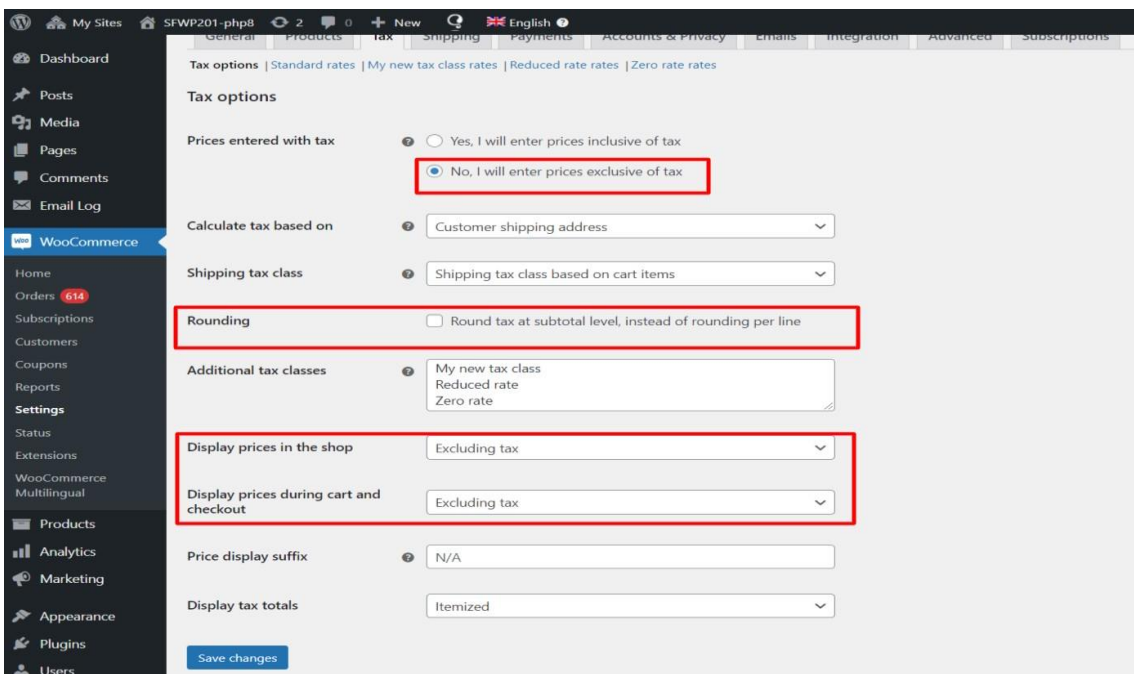 My Sites SFWP201-php8 2 0 New English
General Products Tax Shipping Payments Accounts & Privacy Emails Integration Advanced Subscriptions
Dashboard
Tax options | Standard rates | My new tax class rates | Reduced rate rates | Zero rate rates
Posts
Media
Pages
Comments
Email Log
WooCommerce
Home
Orders 614
Subscriptions
Customers
Coupons
Reports
Settings
Status
Extensions
WooCommerce
Multilingual
Products
Analytics
Marketing
Appearance
Plugins
Users
Tax options
Prices entered with tax
Yes, I will enter prices inclusive of tax
No, I will enter prices exclusive of tax
Calculate tax based on
Customer shipping address
Shipping tax class
Shipping tax class based on cart items
Rounding
Round tax at subtotal level, instead of rounding per line
Additional tax classes
My new tax class
Reduced rate
Zero rate
Display prices in the shop
Excluding tax
Display prices during cart and
checkout
Excluding tax
Price display suffix
N/A
Display tax totals
Itemized
Save changes